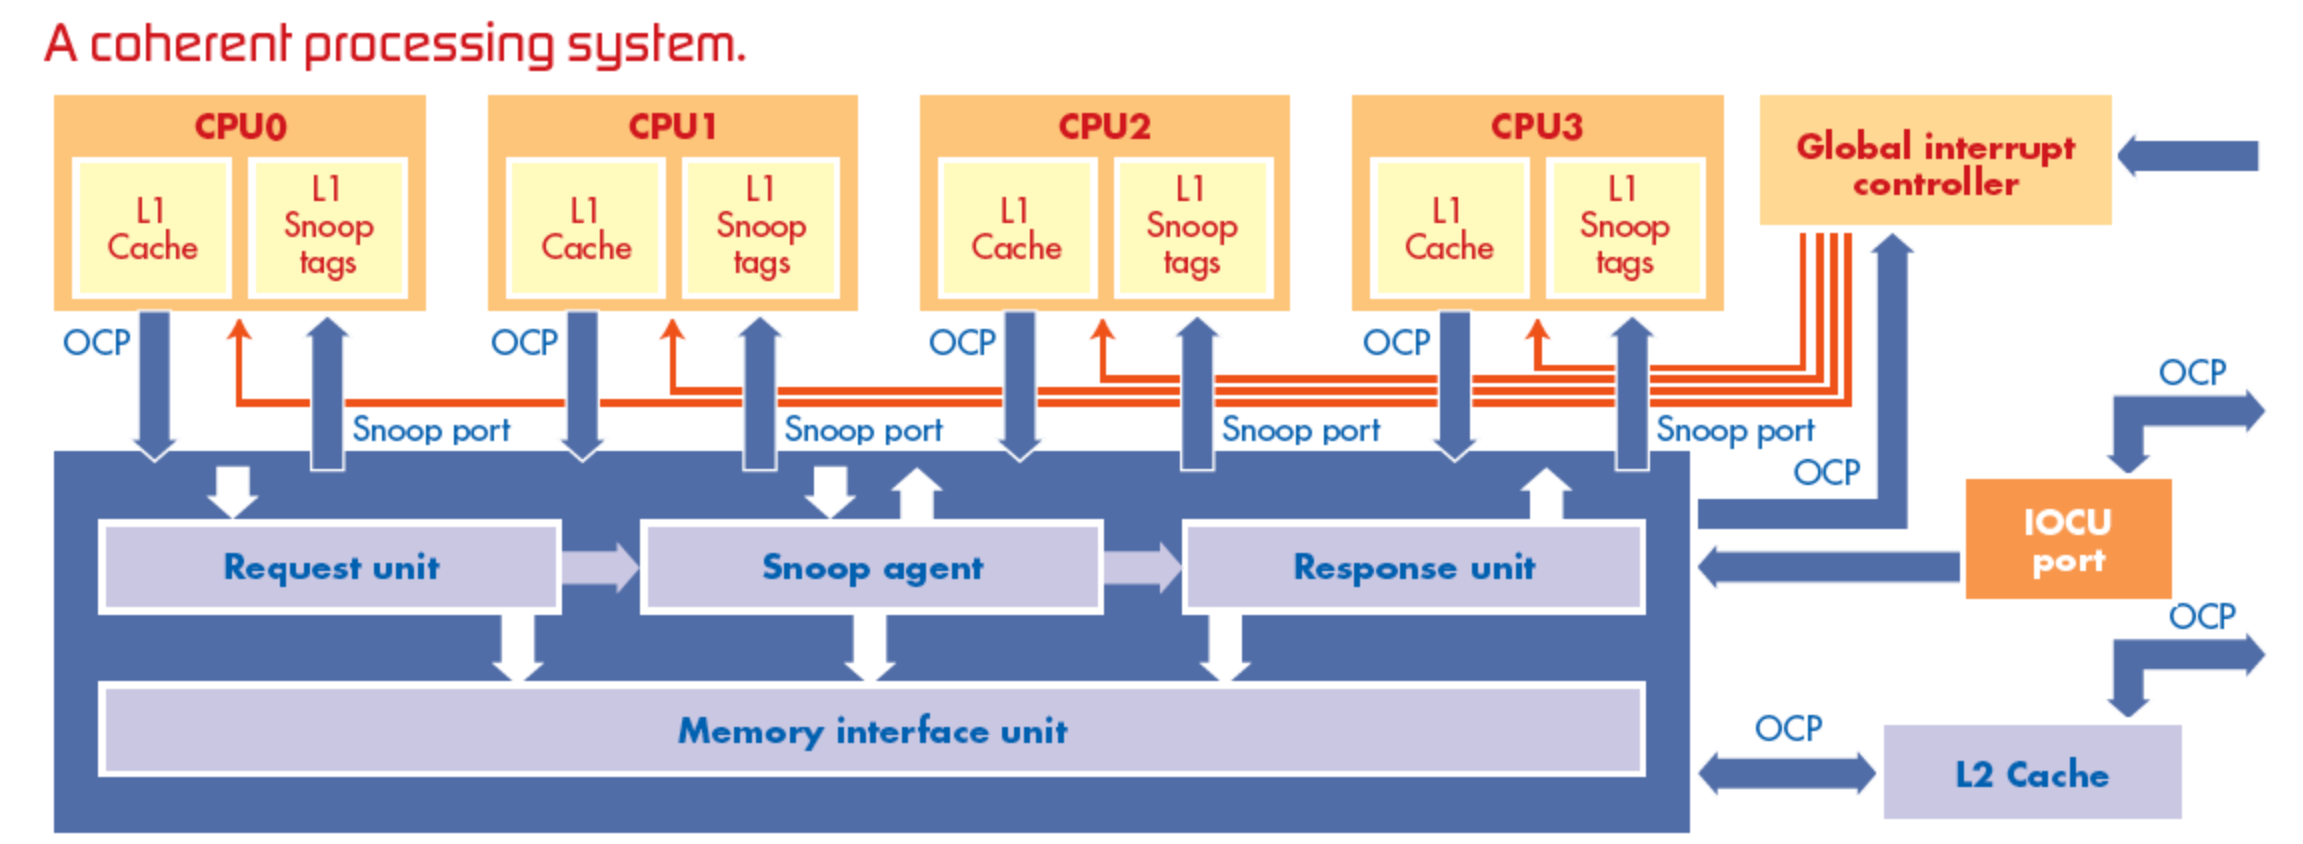 A coherent processing system.
CPU0
L1
Cache
L1
Snoop
tags
CPU1
L1
Cache
L1
Snoop
tags
CPU2
L1
Cache
L1
Snoop
tags
CPU3
L1
Cache
L1
Snoop
tags
Global interrupt
controller
OCP
OCP
OCP
OCP
OCP
Snoop port
Snoop port
Snoop port
Snoop port
OCP
IOCU
port
Request unit
Snoop agent
Response unit
OCP
Memory interface unit
OCP
L2 Cache